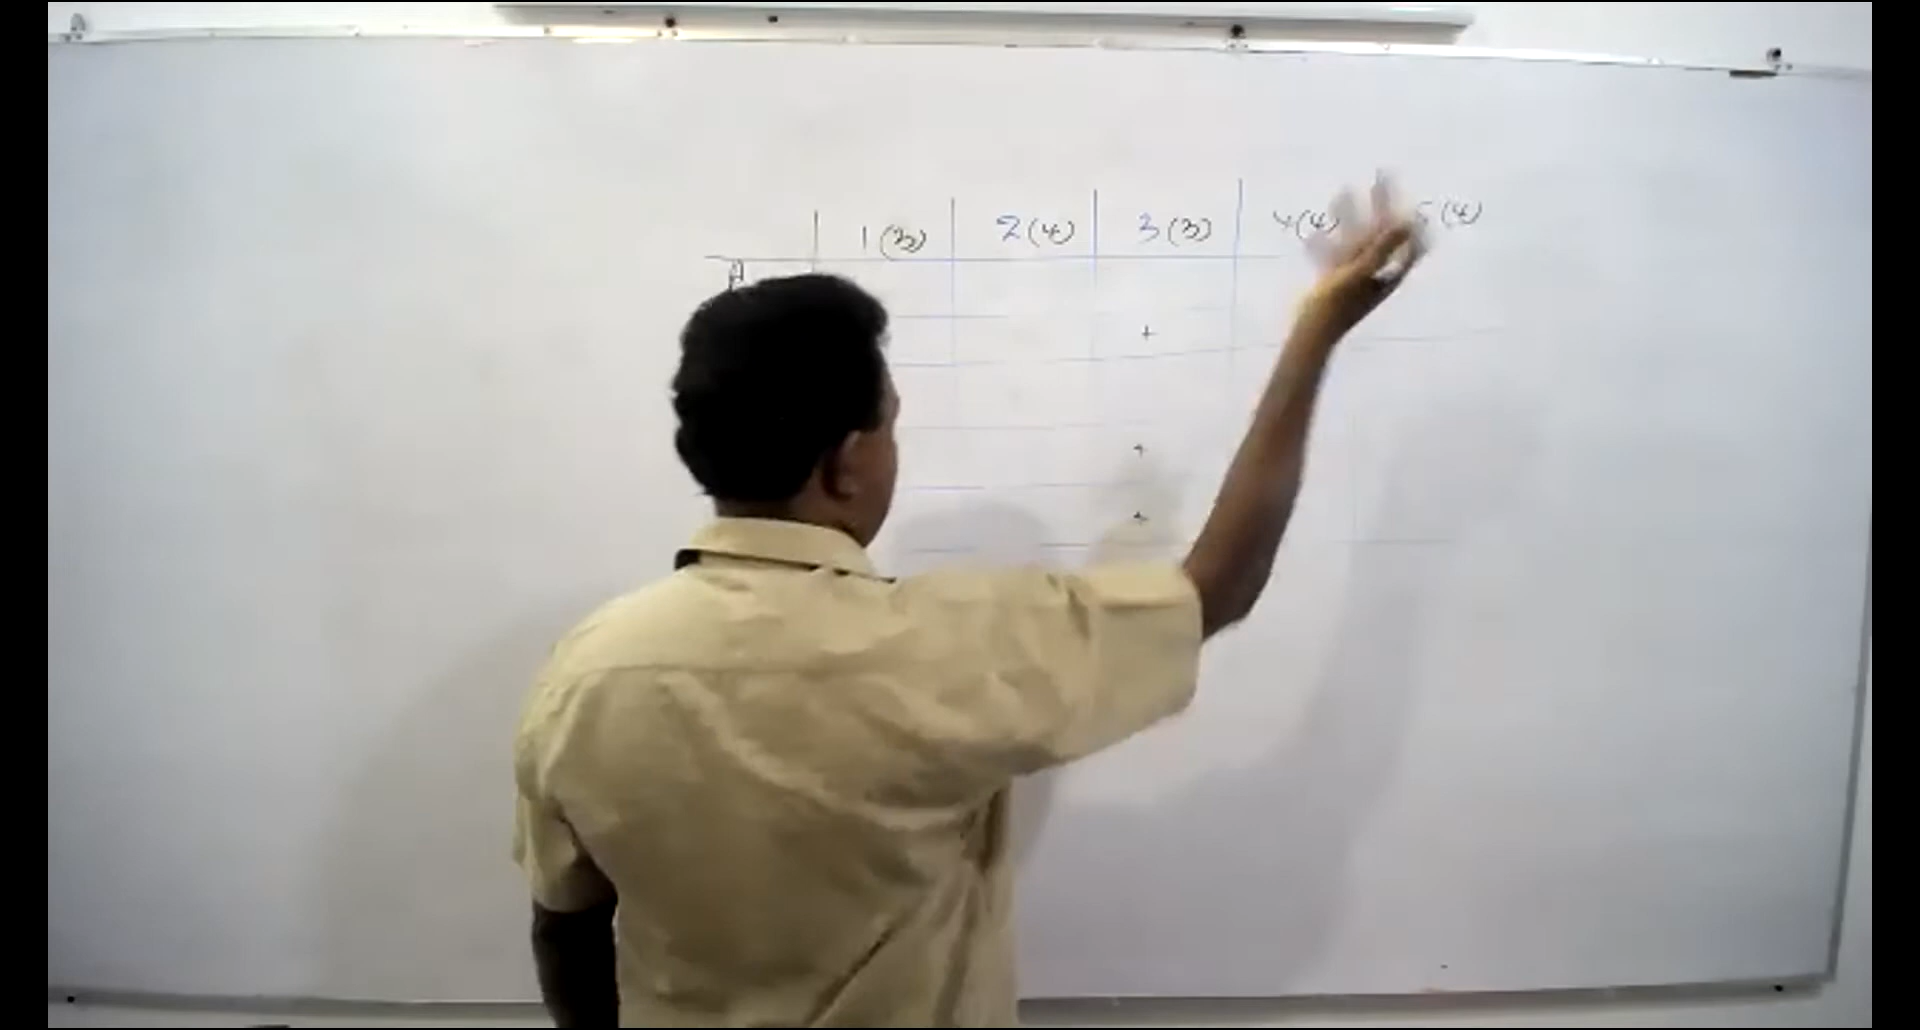 1(3) 2(4) 3(3) 4(4) 5(4)
A
+
+
+